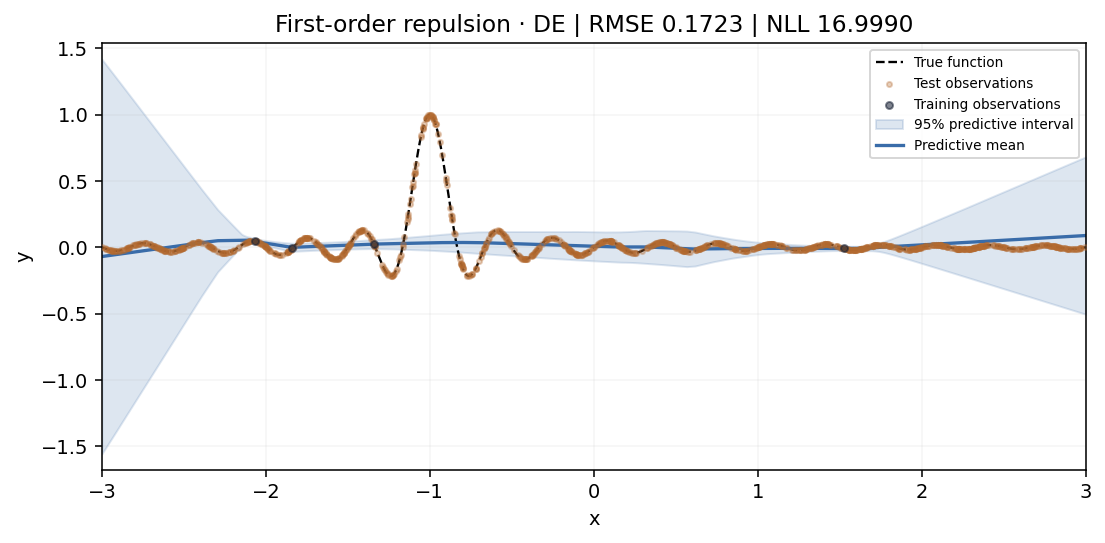 First-order repulsion · DE | RMSE 0.1723 | NLL 16.9990
True function
Test observations
Training observations
95% predictive interval
Predictive mean
y
1.5
1.0
0.5
0.0
−0.5
−1.0
−1.5
−3 −2 −1 0 1 2 3
x